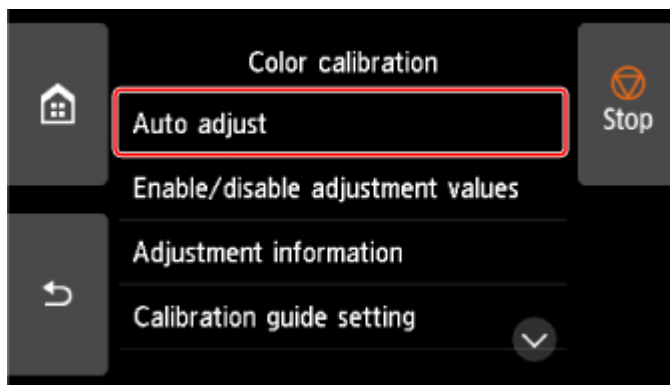 Color calibration
Auto adjust
Stop
Enable/disable adjustment values
Adjustment information
Calibration guide setting